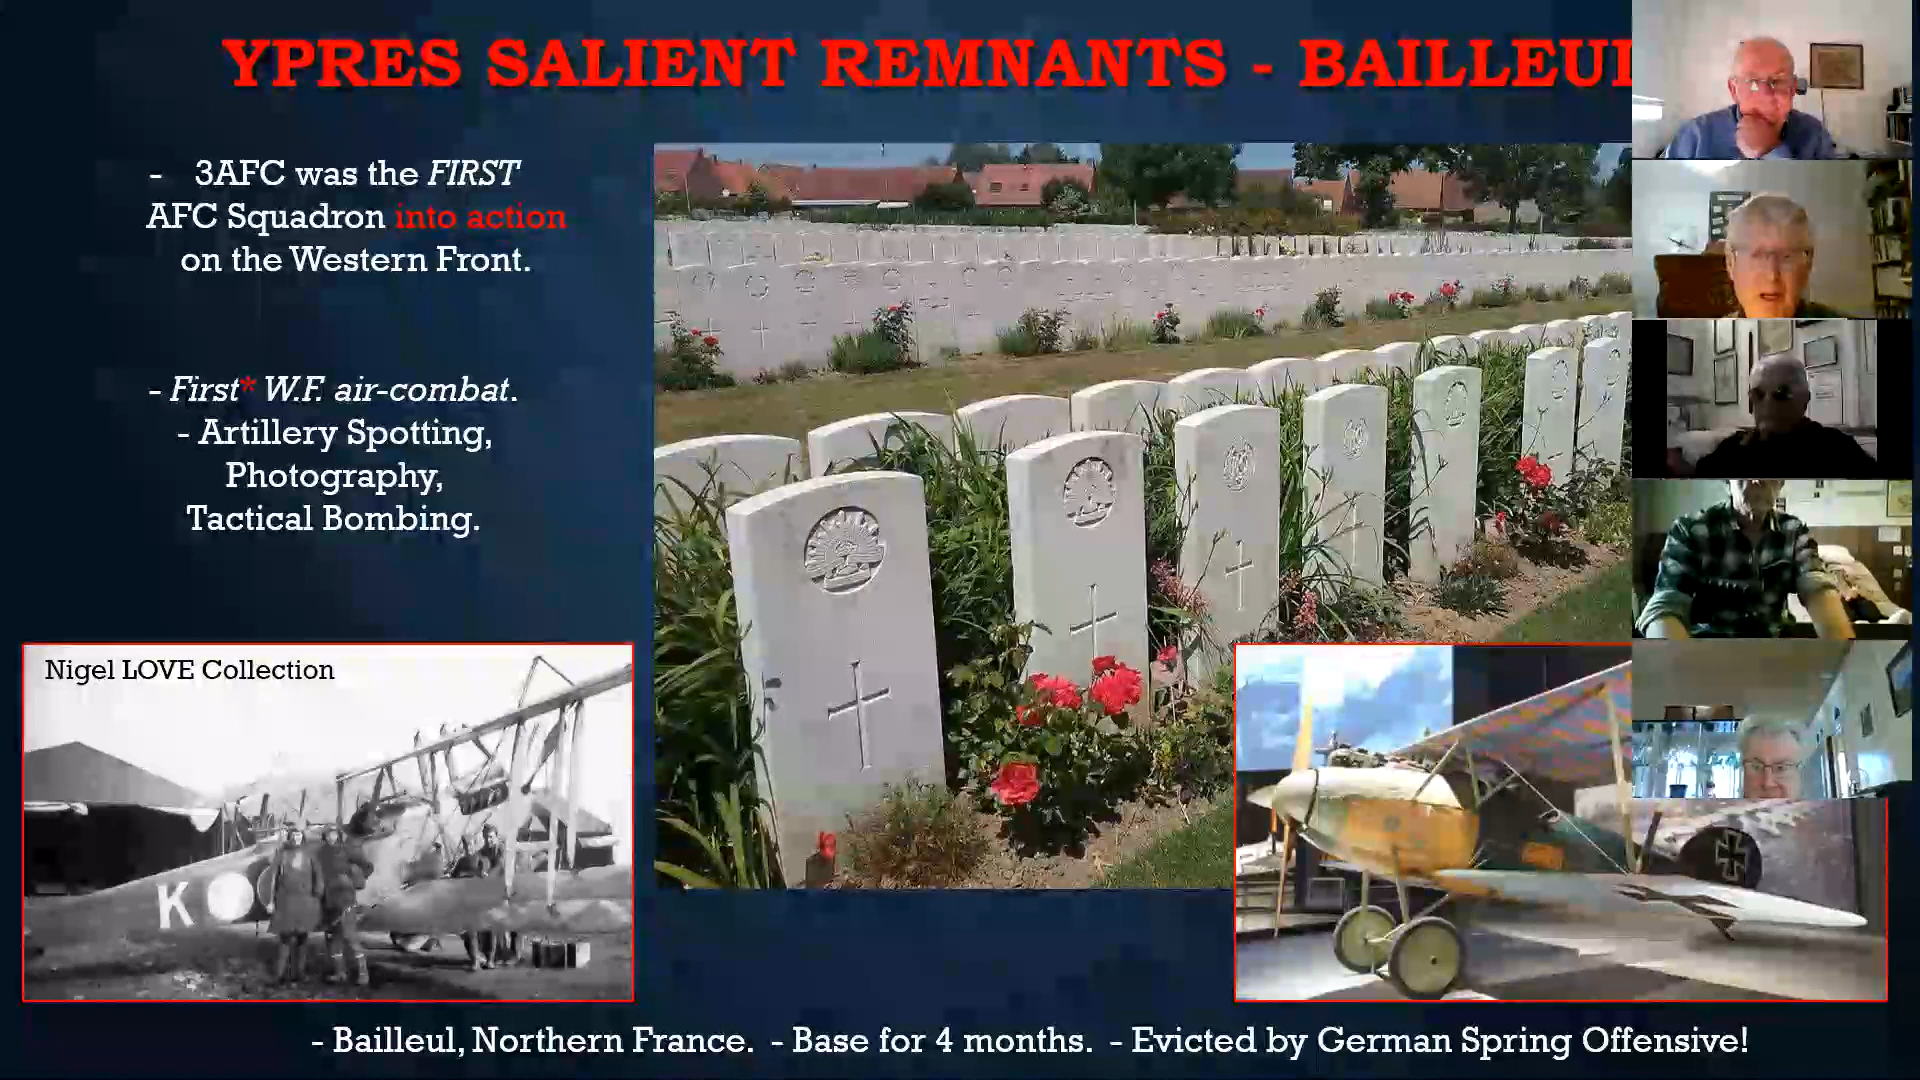 YPRES SALIENT REMNANTS - BAILLEUL
- 3AFC was the FIRST
AFC Squadron into action
on the Western Front.
- First* W.F. air-combat.
- Artillery Spotting,
Photography,
Tactical Bombing.
Nigel LOVE Collection
K
- Bailleul, Northern France. - Base for 4 months. - Evicted by German Spring Offensive!